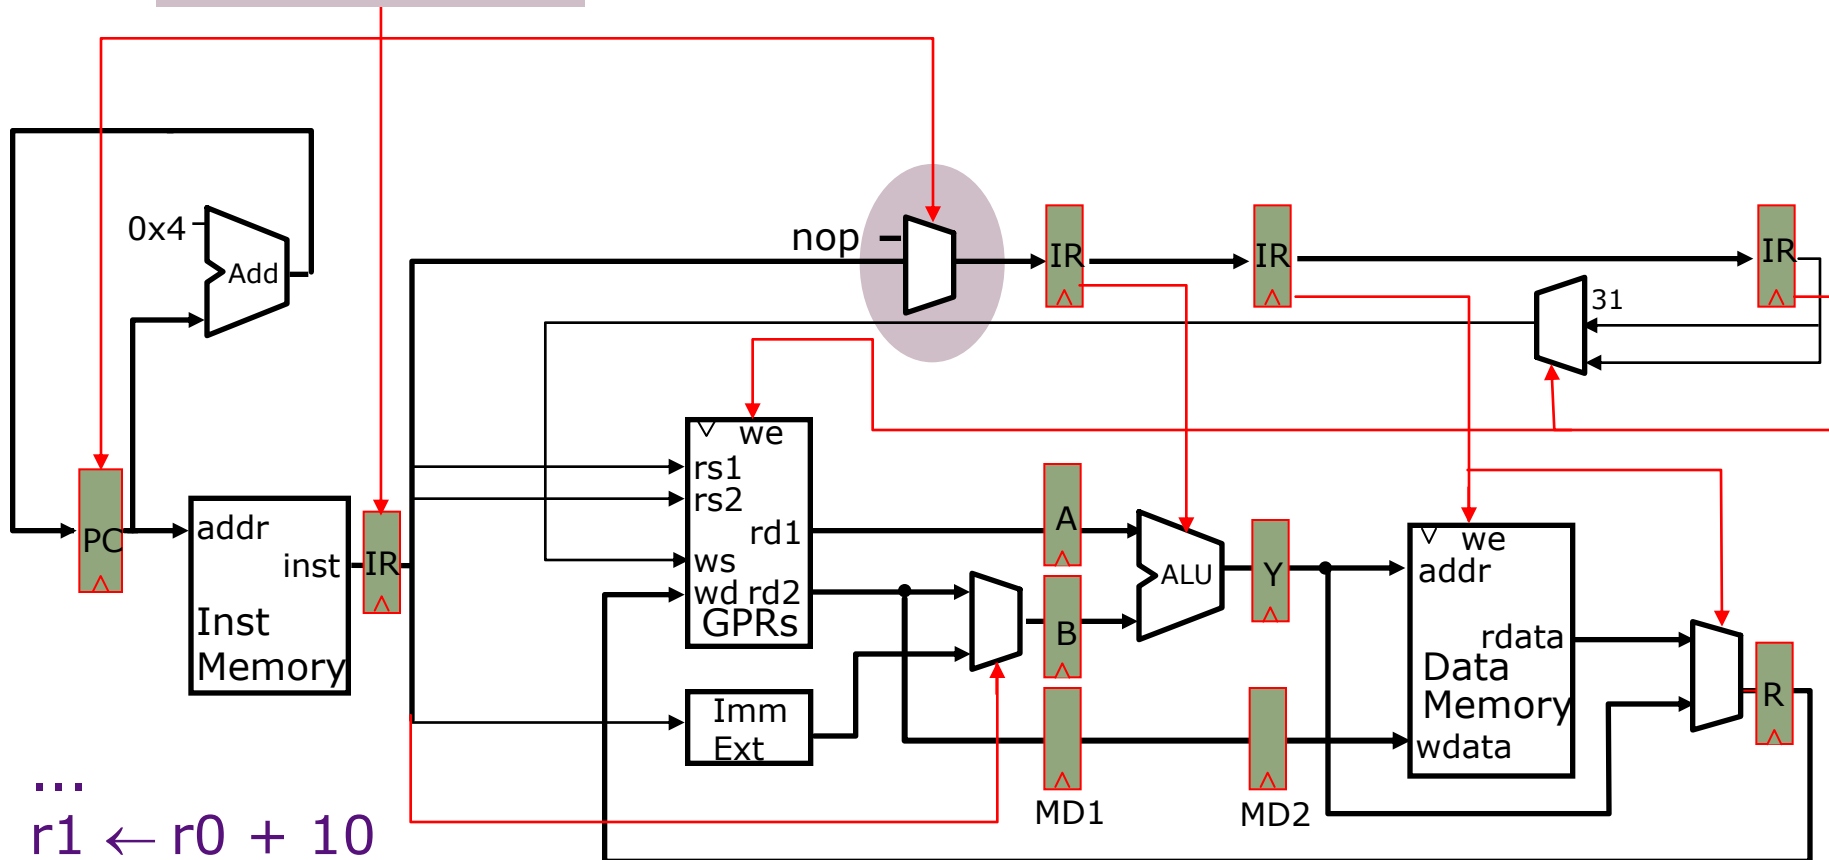 0x4
Add
nop
IR
IR
IR
31
we
rs1
rs2
rd1
ws
wd rd2
GPRs
PC
addr
inst
Inst
Memory
IR
A
B
ALU
Y
we
addr
rdata
Data
Memory
wdata
R
Imm
Ext
MD1
MD2
...
r1 ← r0 + 10